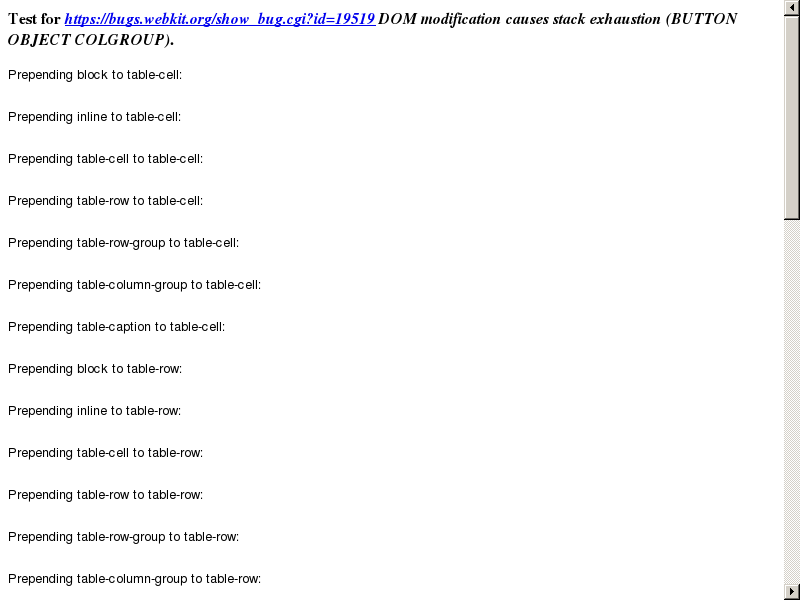 Test for https://bugs.webkit.org/show_bug.cgi?id=19519 DOM modification causes stack exhaustion (BUTTON
OBJECT COLGROUP).
Prepending block to table-cell:
Prepending inline to table-cell:
Prepending table-cell to table-cell:
Prepending table-row to table-cell:
Prepending table-row-group to table-cell:
Prepending table-column-group to table-cell:
Prepending table-caption to table-cell:
Prepending block to table-row:
Prepending inline to table-row:
Prepending table-cell to table-row:
Prepending table-row to table-row:
Prepending table-row-group to table-row:
Prepending table-column-group to table-row: